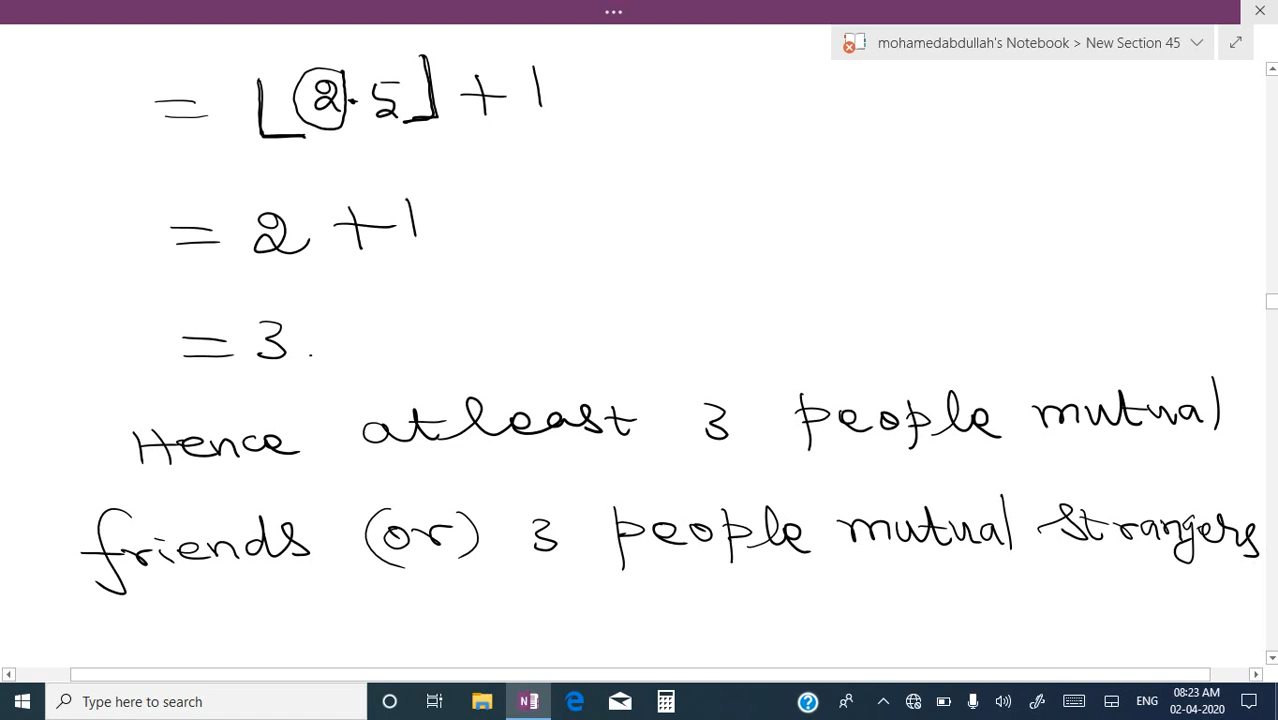 ...
mohamedabdullah's Notebook > New Section 45
= ⌊2.5⌋ + 1
= 2 + 1
= 3.
Hence atleast 3 people mutual
friends (or) 3 people mutual strangers
Type here to search
ENG
08:23 AM
02-04-2020